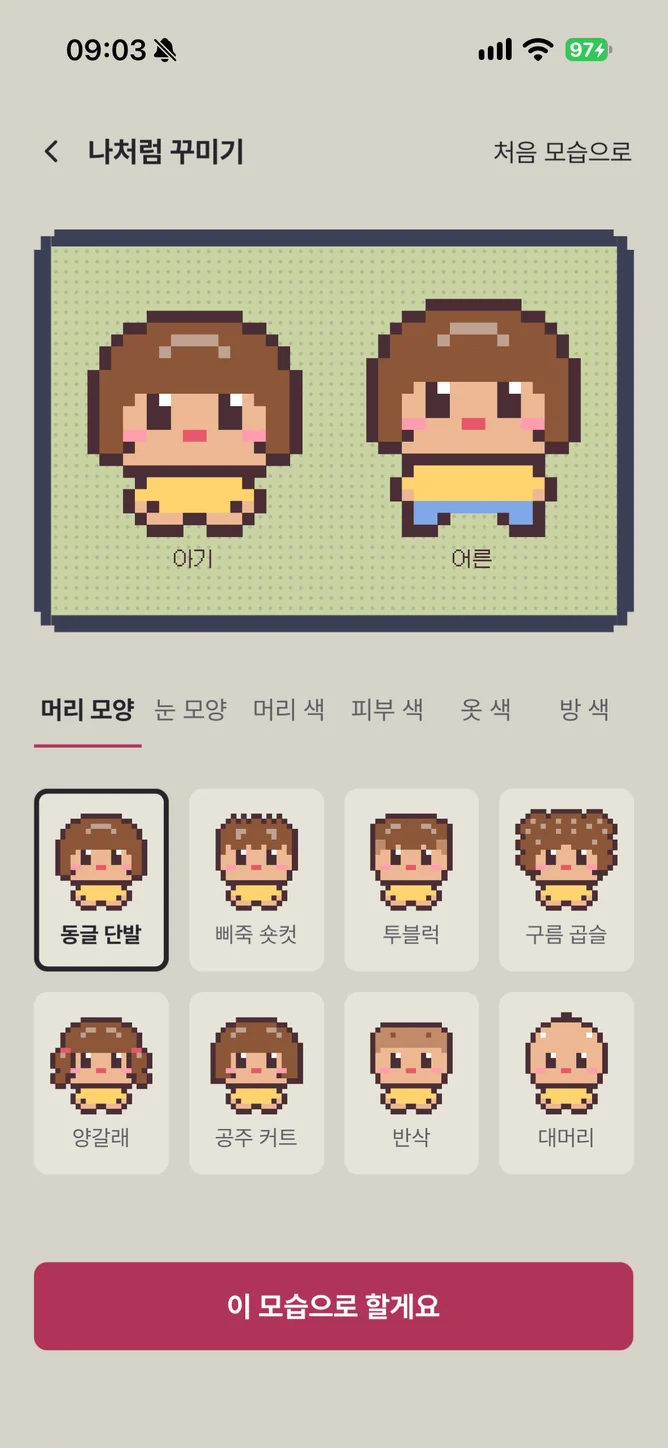 09:03
97
나처럼 꾸미기
처음 모습으로
아기
어른
머리 모양
눈 모양
머리 색
피부 색
옷 색
방 색
동글 단발
삐죽 숏컷
투블럭
구름 곱슬
양갈래
공주 커트
반삭
대머리
이 모습으로 할게요